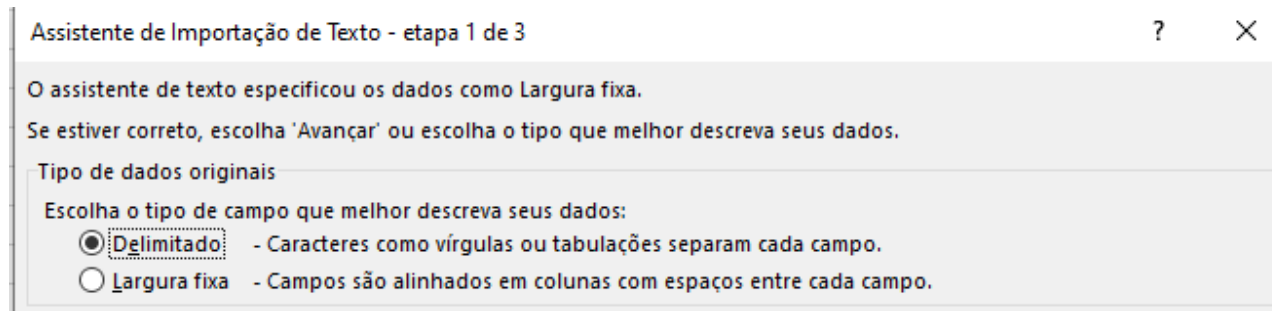 Assistente de Importação de Texto - etapa 1 de 3 ?
O assistente de texto especificou os dados como Largura fixa.
Se estiver correto, escolha 'Avançar' ou escolha o tipo que melhor descreva seus dados.
Tipo de dados originais
Escolha o tipo de campo que melhor descreva seus dados:
Delimitado - Caracteres como vírgulas ou tabulações separam cada campo.
Largura fixa - Campos são alinhados em colunas com espaços entre cada campo.